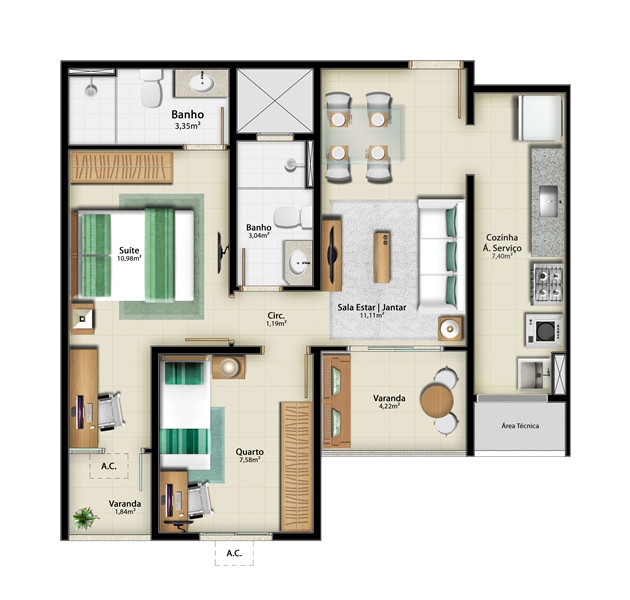 Banho
3,35m²
Banho
3,04m²
Suíte
10,98m²
Cozinha
Á. Serviço
7,40m²
Circ.
1,19m²
Sala Estar | Jantar
11,11m²
Varanda
4,22m²
Área Técnica
Quarto
7,58m²
A.C.
Varanda
1,84m²
A.C.